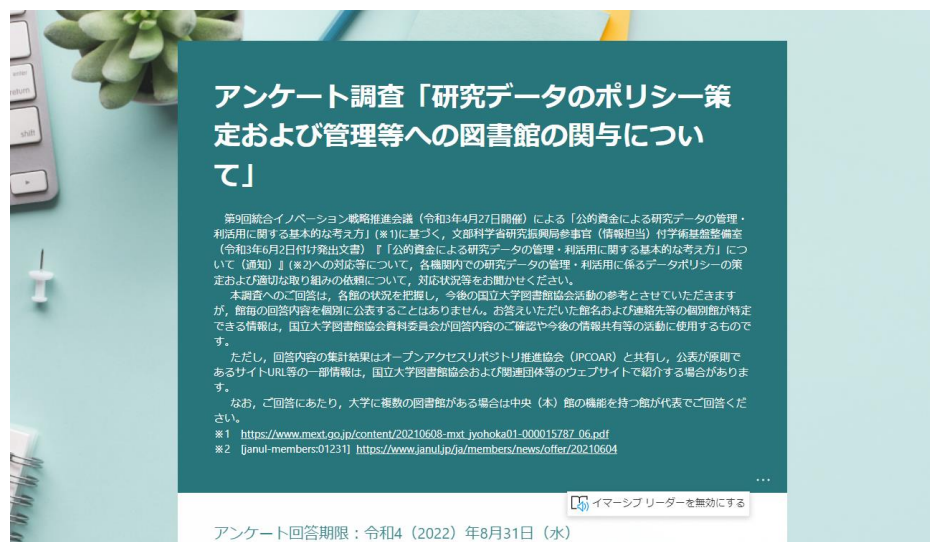 enter
return
shift
アンケート調査「研究データのポリシー策
定および管理等への図書館の関与につい
て」
第9回統合イノベーション戦略推進会議（令和3年4月27日開催）による「公的資金による研究データの管理・
利活用に関する基本的な考え方」(※1)に基づく，文部科学省研究振興局参事官（情報担当）付学術基盤整備室
（令和3年6月2日付け発出文書）『「公的資金による研究データの管理・利活用に関する基本的な考え方」につ
いて（通知）』(※2)への対応等について，各機関内での研究データの管理・利活用に係るデータポリシーの策
定および適切な取り組みの依頼について，対応状況等をお聞かせください。
本調査へのご回答は，各館の状況を把握し，今後の国立大学図書館協会活動の参考とさせていただきます
が，館毎の回答内容を個別に公表することはありません。お答えいただいた館名および連絡先等の個別館が特定
できる情報は，国立大学図書館協会資料委員会が回答内容のご確認や今後の情報共有等の活動に使用するもので
す。
ただし，回答内容の集計結果はオープンアクセスリポジトリ推進協会（JPCOAR）と共有し，公表が原則で
あるサイトURL等の一部情報は，国立大学図書館協会および関連団体等のウェブサイトで紹介する場合がありま
す。
なお，ご回答にあたり，大学に複数の図書館がある場合は中央（本）館の機能を持つ館が代表でご回答くだ
さい。
※1 https://www.mext.go.jp/content/20210608-mxt_jyohoka01-000015787_06.pdf
※2 [janul-members:01231] https://www.janul.jp/ja/members/news/offer/20210604
...
イマーシブ リーダーを無効にする
アンケート回答期限：令和4（2022）年8月31日（水）